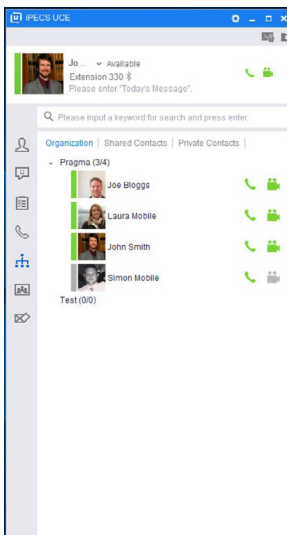 IPECS UCE
Jo... Available
Extension 330
Please enter "Today's Message".
Please input a keyword for search and press enter.
Organization | Shared Contacts | Private Contacts |
Pragma (3/4)
Joe Bloggs
Laura Mobile
John Smith
Simon Mobile
Test (0/0)